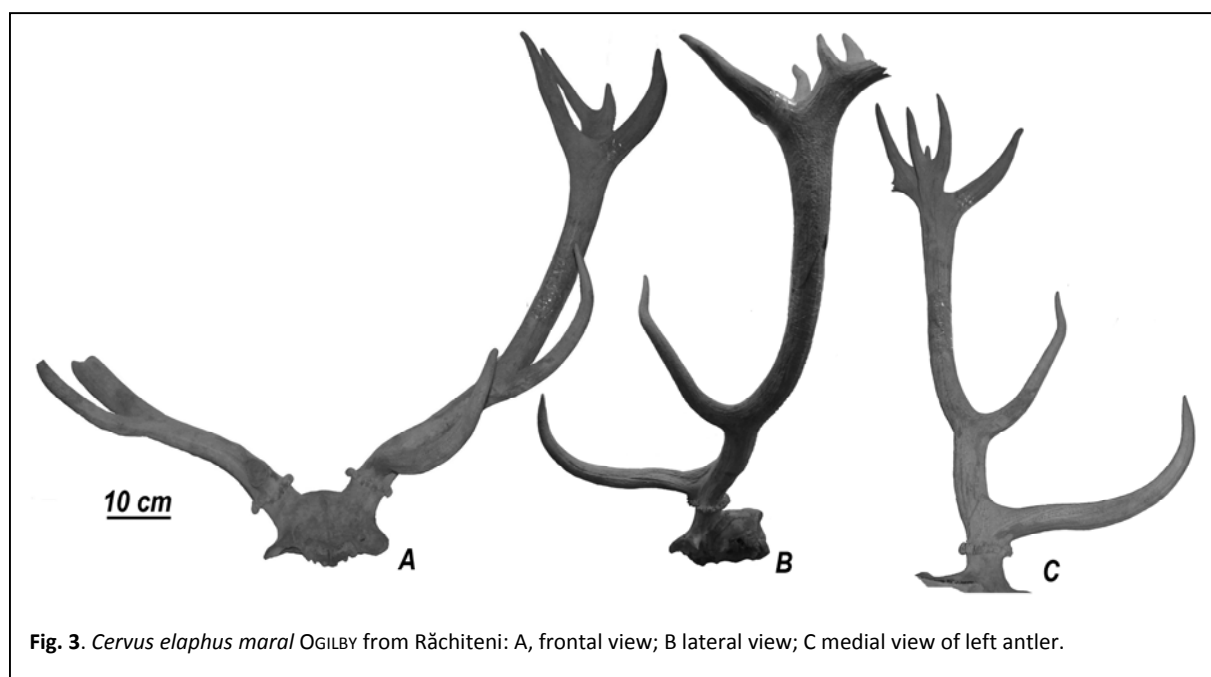 10 cm
A
B
C
Fig. 3. Cervus elaphus maral OGILBY from Răchiteni: A, frontal view; B lateral view; C medial view of left antler.